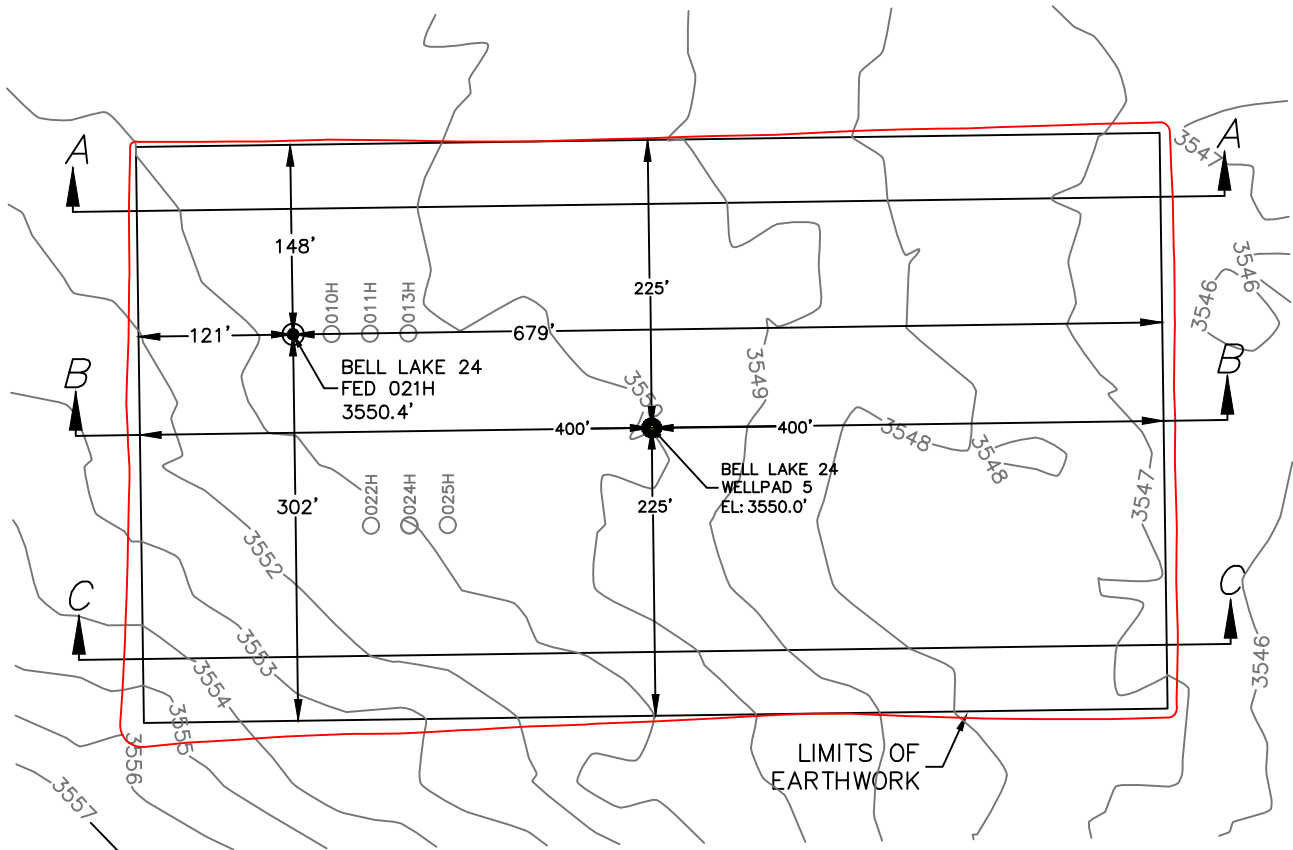 A
A
3547
148'
010H
011H
013H
225'
3546
3546
121'
679'
BELL LAKE 24
FED 021H
3550.4'
3549
3550
B
B
400'
400'
3548
3548
BELL LAKE 24
WELLPAD 5
EL: 3550.0'
022H
024H
025H
302'
225'
3547
3552
C
C
3553
3554
3546
3555
3556
LIMITS OF
EARTHWORK
3557